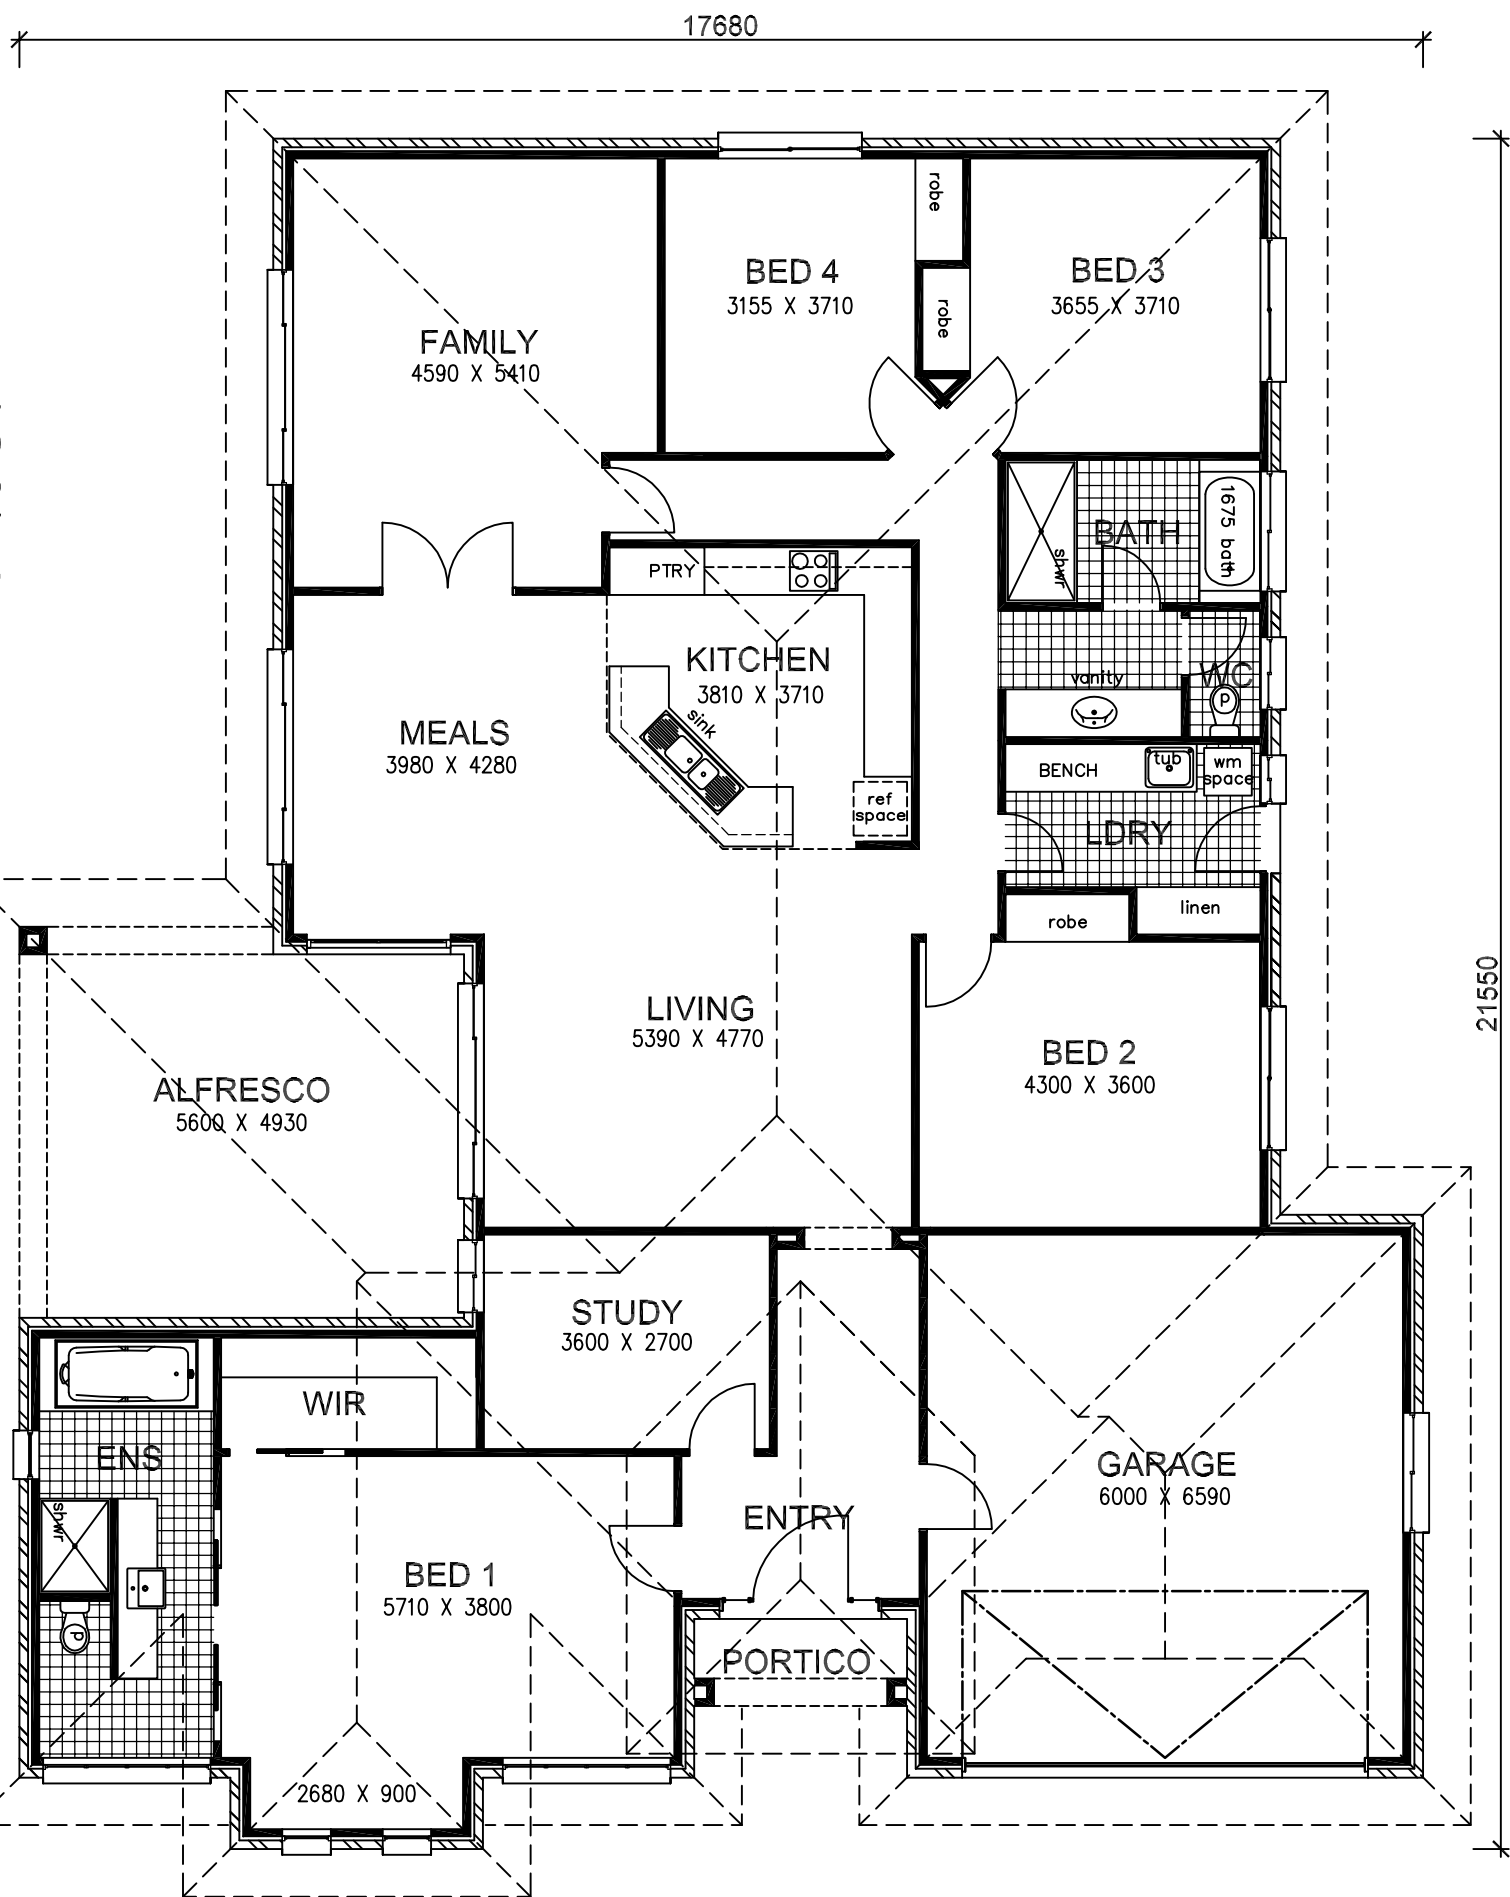 17680
robe
BED 4
3155 X 3710
BED 3
3655 X 3710
robe
FAMILY
4590 X 5410
1675 bath
BATH
shwr
PTRY
KITCHEN
3810 X 3710
vanity
WC
P
sink
MEALS
3980 X 4280
BENCH
tub
wm
space
ref
space
LDRY
robe
linen
21550
LIVING
5390 X 4770
BED 2
4300 X 3600
ALFRESCO
5600 X 4930
STUDY
3600 X 2700
WIR
ENS
GARAGE
6000 X 6590
shwr
ENTRY
BED 1
5710 X 3800
P
PORTICO
2680 X 900